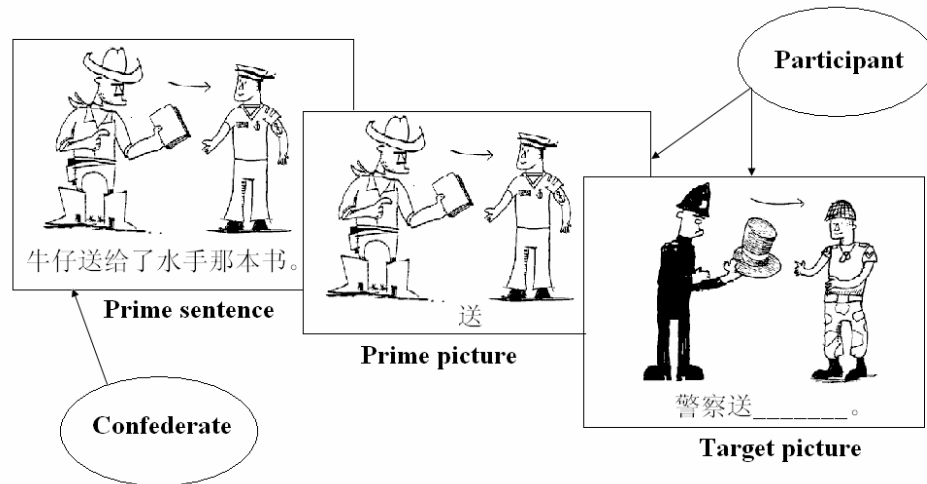 Participant
牛仔送给了水手那本书。
Prime sentence
送
Prime picture
警察送_______。
Target picture
Confederate